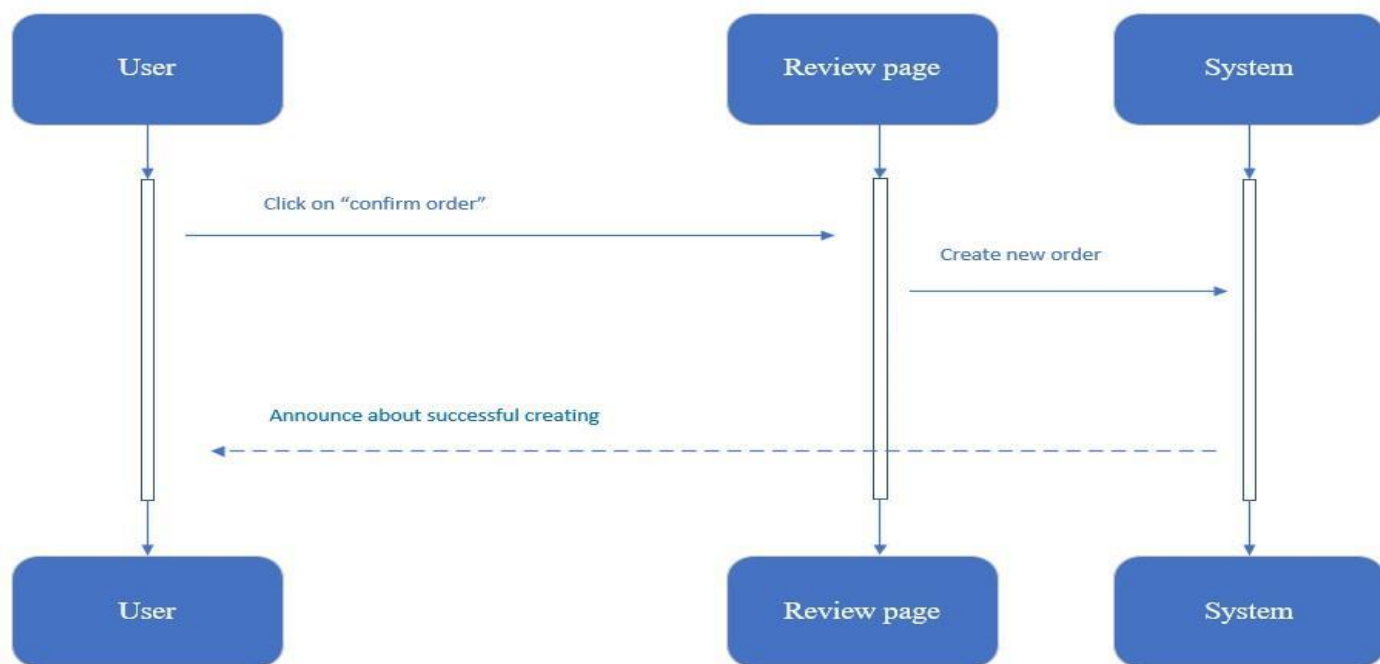 User
Review page
System
Click on “confirm order”
Create new order
Announce about successful creating
User
Review page
System